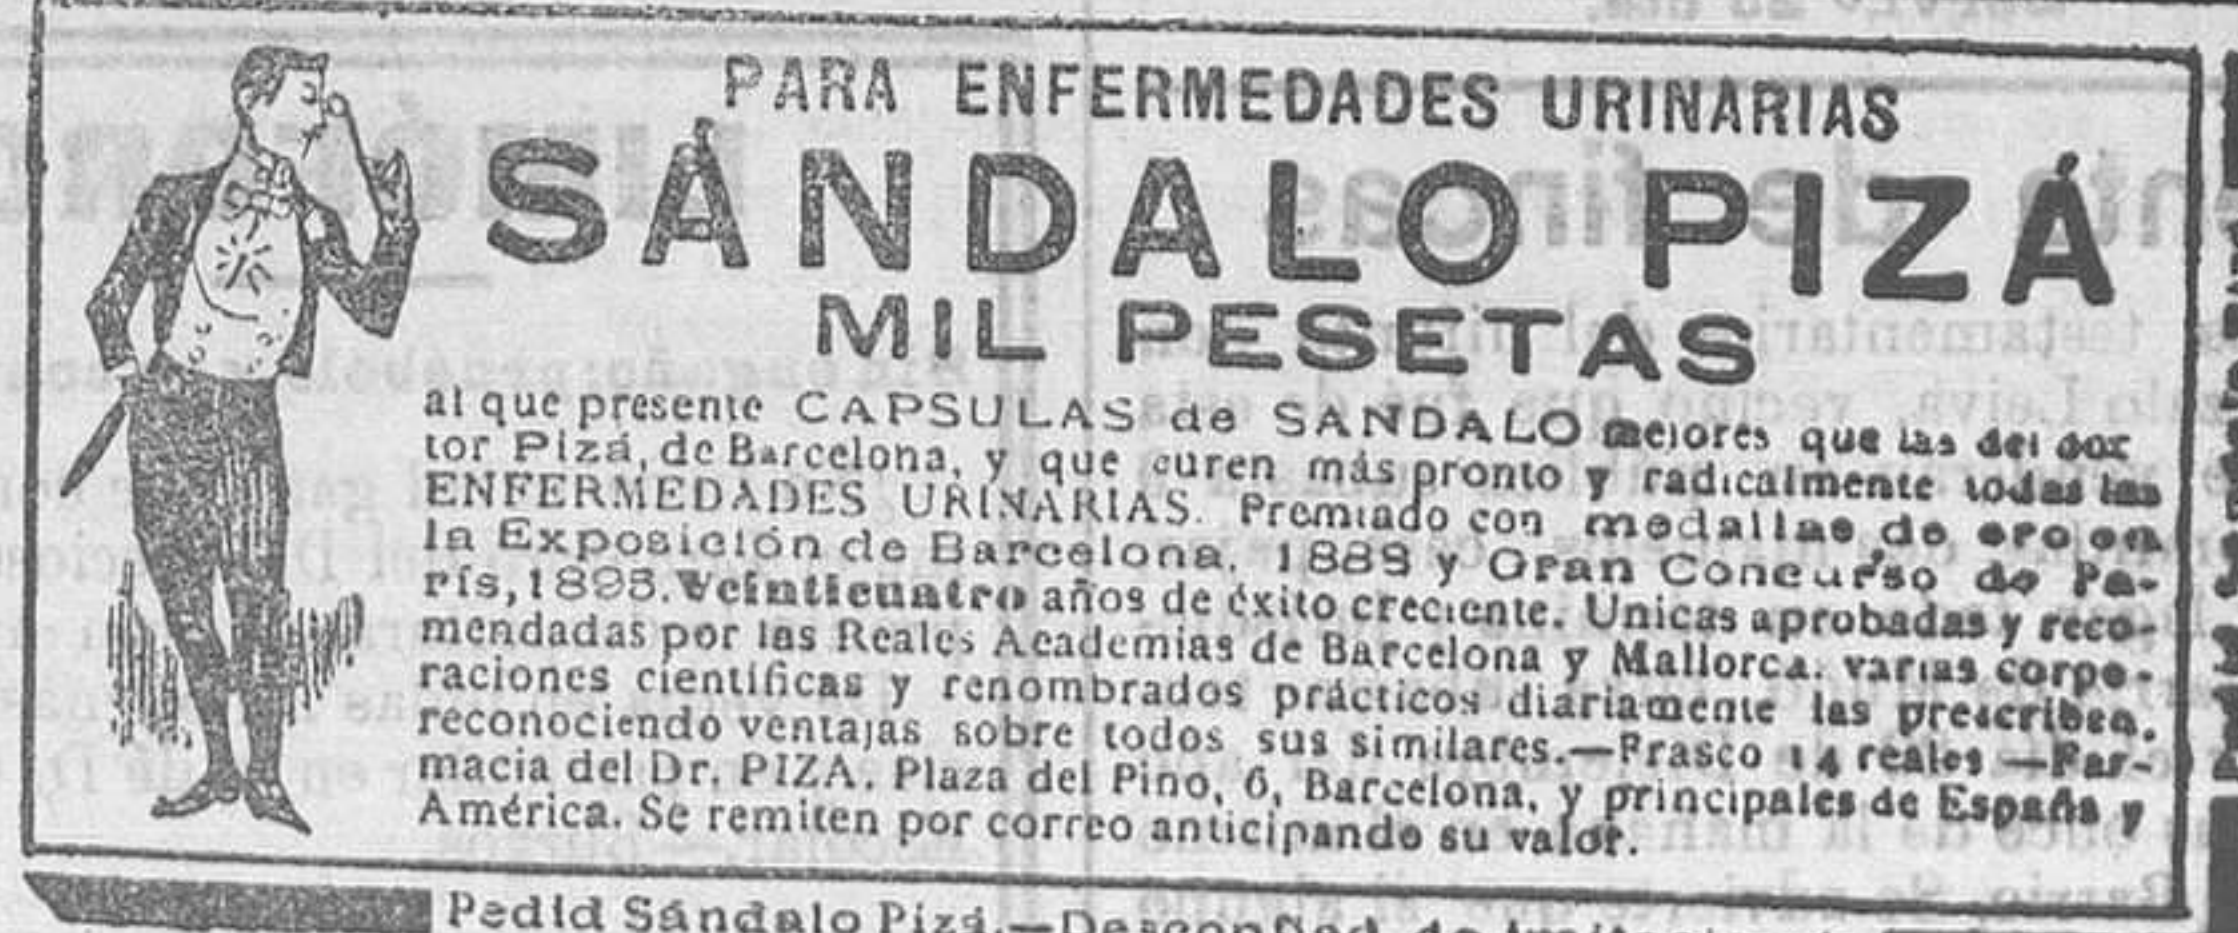 PARA ENFERMEDADES URINARIAS
SÁNDALO PIZÁ
MIL PESETAS
al que presente CAPSULAS de SANDALO mejores que las del doc
tor Pizá, de Barcelona, y que curen más pronto y radicalmente todas las
ENFERMEDADES URINARIAS. Premiado con medallas de oro en
la Exposición de Barcelona, 1888 y Gran Concurso de Pa-
rís, 1895. Veinticuatro años de éxito creciente. Unicas aprobadas y reco-
mendadas por las Reales Academias de Barcelona y Mallorca; varias corpo-
raciones científicas y renombrados prácticos diariamente las prescriben,
reconociendo ventajas sobre todos sus similares.—Frasco 14 reales—Far-
macia del Dr. PIZA, Plaza del Pino, 6, Barcelona, y principales de España y
América. Se remiten por correo anticipando su valor.
Pedid Sándalo Pizá.—Desconfiad de